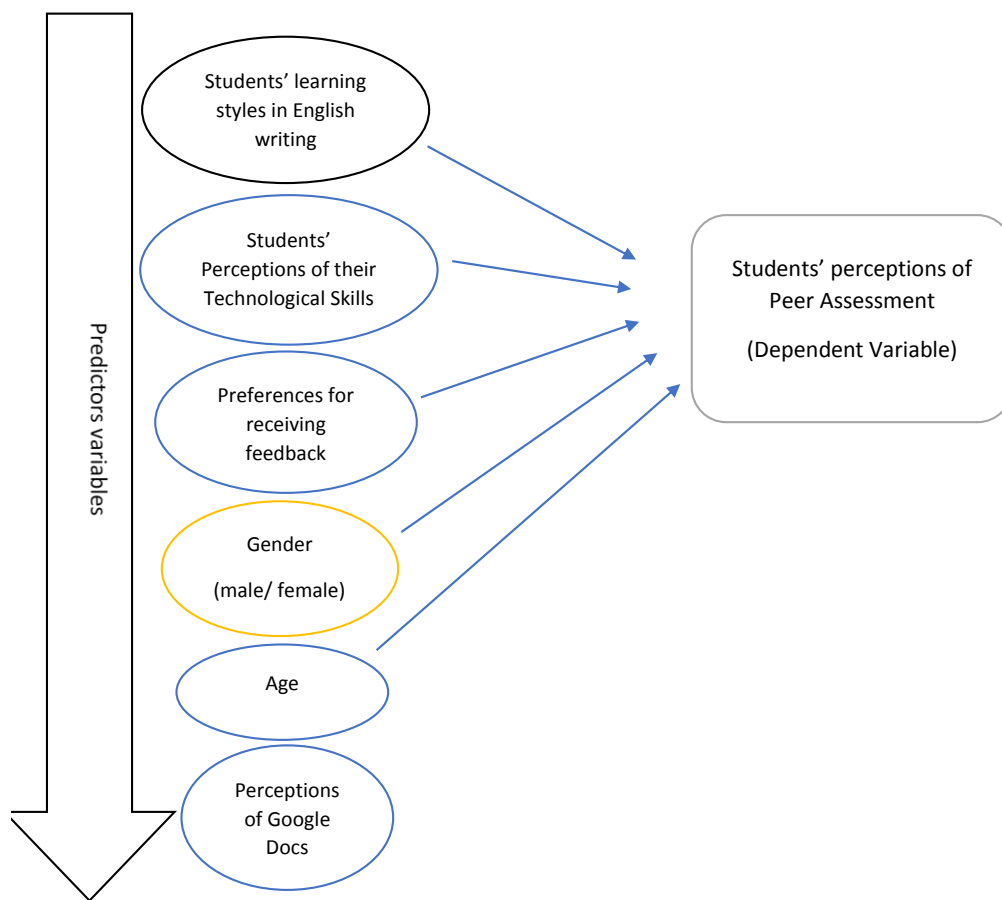 Predictors variables
Students’ learning
styles in English
writing
Students’
Perceptions of their
Technological Skills
Preferences for
receiving
feedback
Gender
(male/ female)
Age
Perceptions
of Google
Docs
Students’ perceptions of
Peer Assessment
(Dependent Variable)